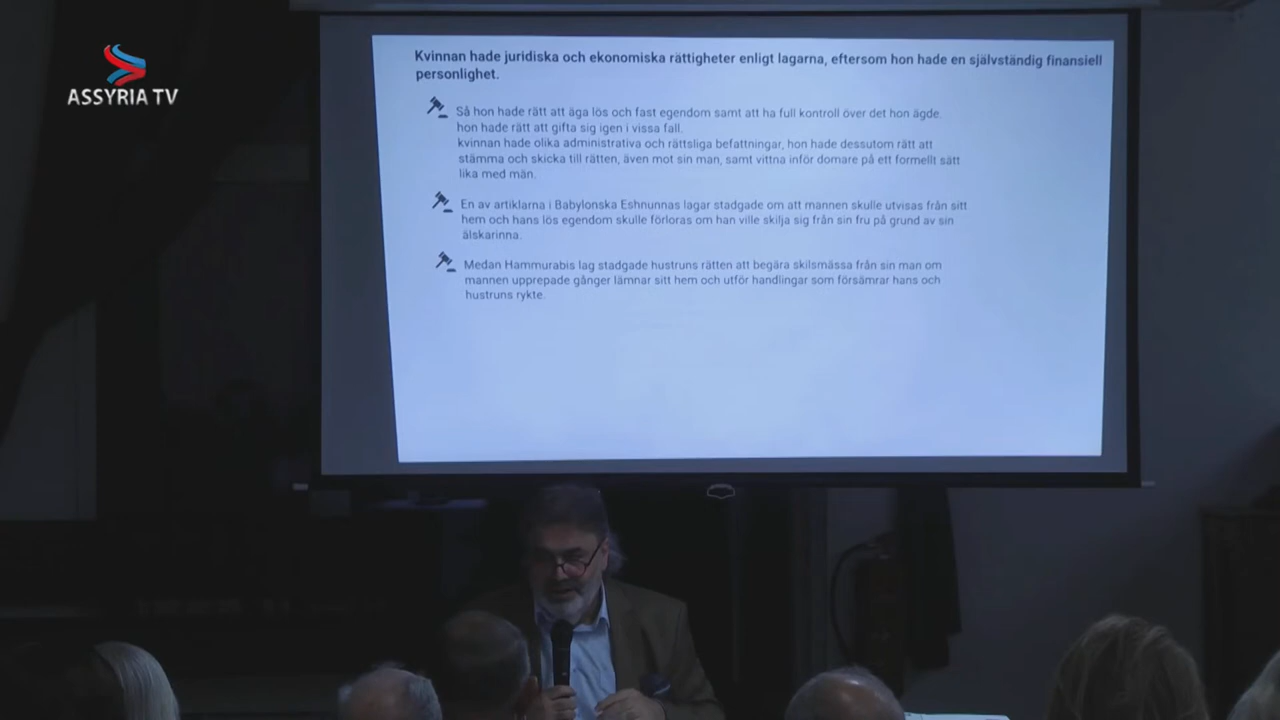 ASSYRIA TV
Kvinnan hade juridiska och ekonomiska rättigheter enligt lagarna, eftersom hon hade en självständig finansiell
personlighet.
Så hon hade rätt att äga lös och fast egendom samt att ha full kontroll över det hon ägde.
hon hade rätt att gifta sig igen i vissa fall.
kvinnan hade olika administrativa och rättsliga befattningar, hon hade dessutom rätt att
stämma och skicka till rätten, även mot sin man, samt vittna inför domare på ett formellt sätt
lika med män.
En av artiklarna i Babylonska Eshnunnas lagar stadgade om att mannen skulle utvisas från sitt
hem och hans lös egendom skulle förloras om han ville skilja sig från sin fru på grund av sin
älskarinna.
Medan Hammurabis lag stadgade hustruns rätten att begära skilsmässa från sin man om
mannen upprepade gånger lämnar sitt hem och utför handlingar som försämrar hans och
hustruns rykte.